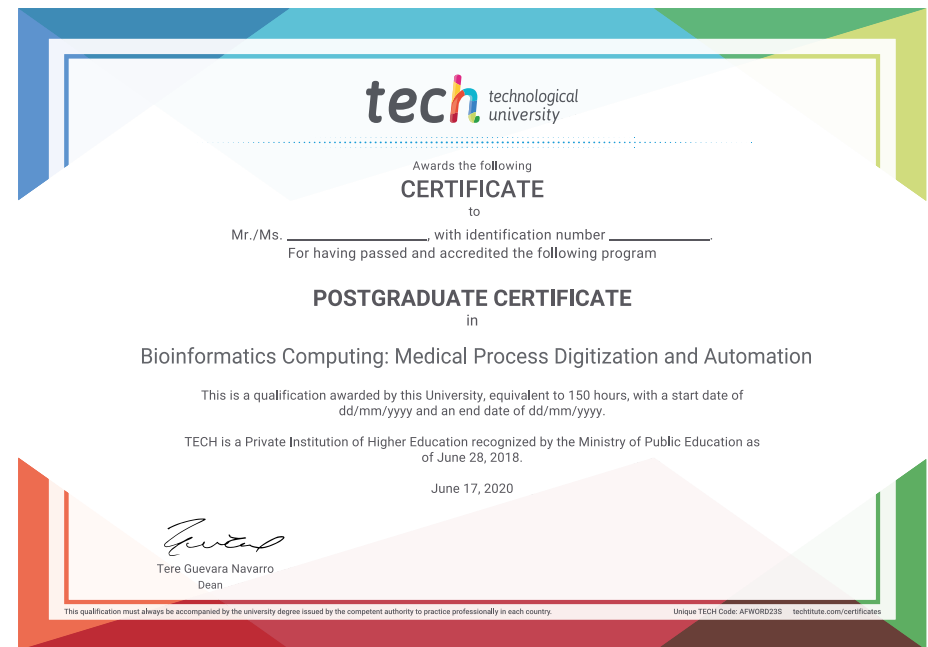 tech technological
university
Awards the following
CERTIFICATE
to
Mr./Ms. ____________________, with identification number ______________.
For having passed and accredited the following program
POSTGRADUATE CERTIFICATE
in
Bioinformatics Computing: Medical Process Digitization and Automation
This is a qualification awarded by this University, equivalent to 150 hours, with a start date of
dd/mm/yyyy and an end date of dd/mm/yyyy.
TECH is a Private Institution of Higher Education recognized by the Ministry of Public Education as
of June 28, 2018.
June 17, 2020
Tere Guevara Navarro
Dean
This qualification must always be accompanied by the university degree issued by the competent authority to practice professionally in each country.
Unique TECH Code: AFWORD23S techtitute.com/certificates